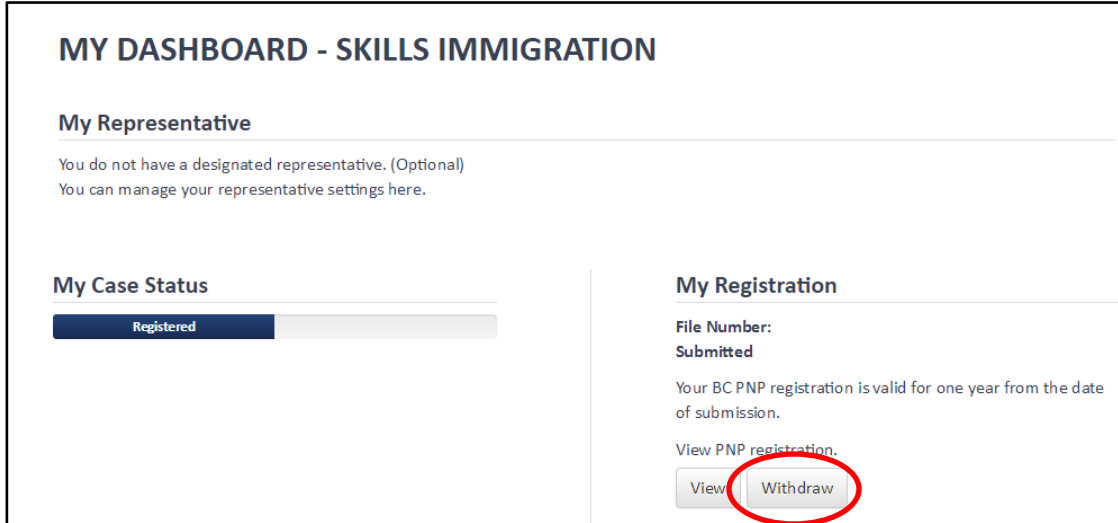 MY DASHBOARD - SKILLS IMMIGRATION
My Representative
You do not have a designated representative. (Optional)
You can manage your representative settings here.
My Case Status
Registered
My Registration
File Number:
Submitted
Your BC PNP registration is valid for one year from the date
of submission.
View PNP registration.
View
Withdraw